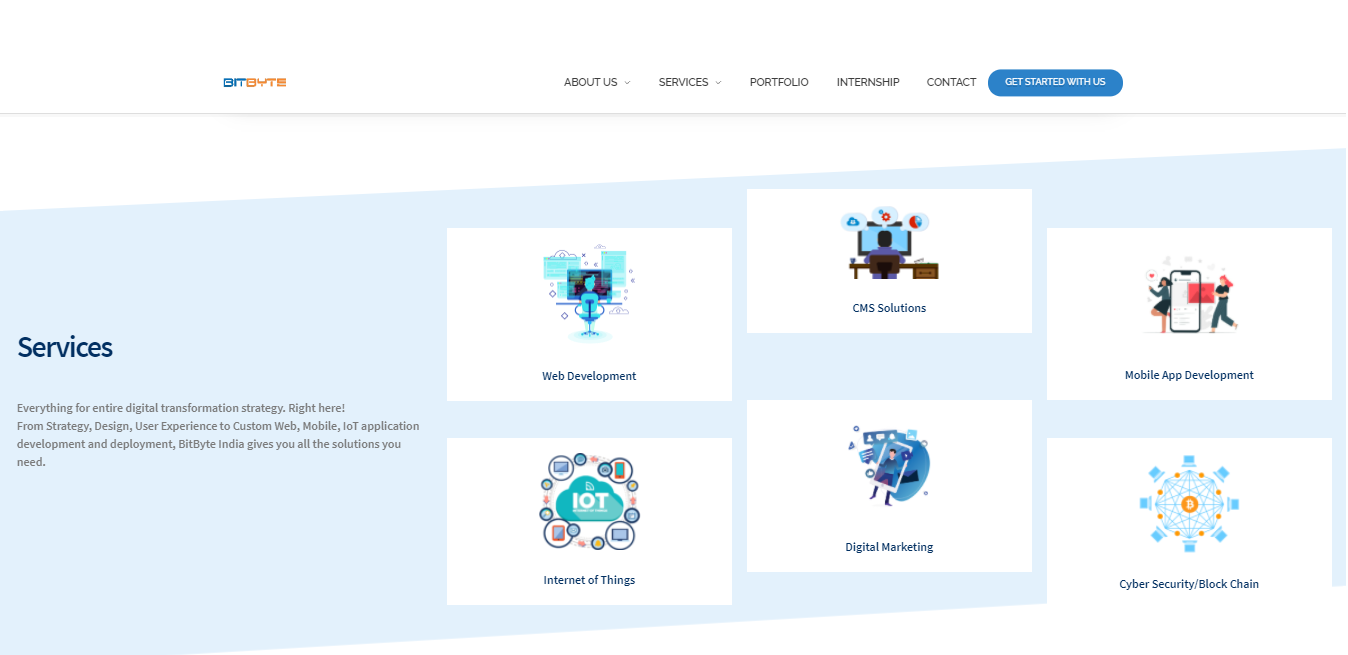 BITBYTE
ABOUT US
SERVICES
PORTFOLIO
INTERNSHIP
CONTACT
GET STARTED WITH US
Services
Everything for entire digital transformation strategy. Right here!
From Strategy, Design, User Experience to Custom Web, Mobile, IoT application
development and deployment, BitByte India gives you all the solutions you
need.
Web Development
CMS Solutions
Mobile App Development
IOT
INTERNET OF THINGS
Internet of Things
Digital Marketing
Cyber Security/Block Chain